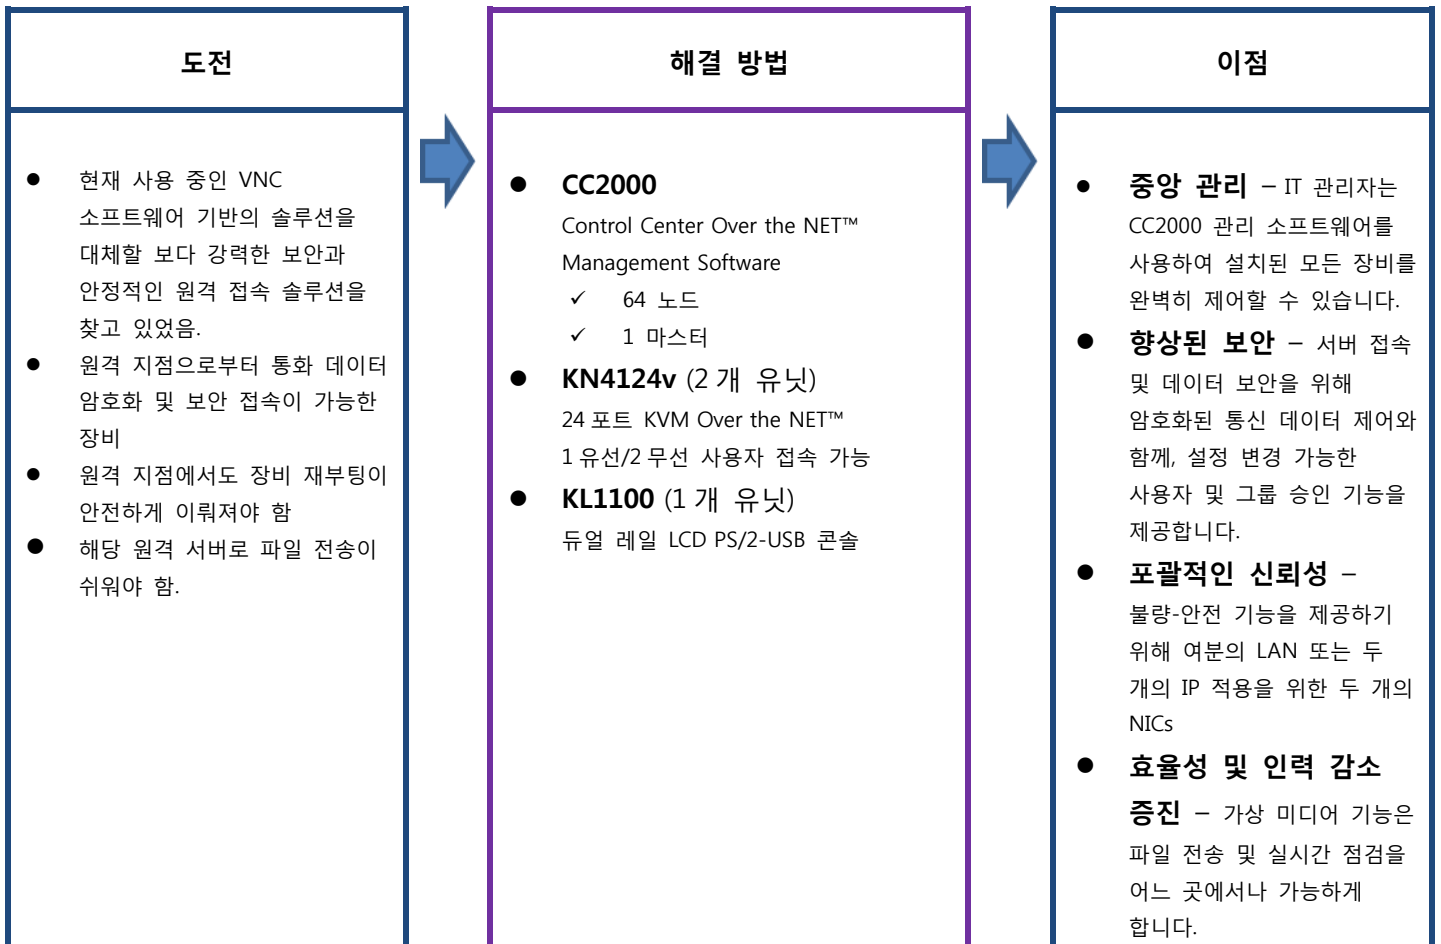 도전
● 현재 사용 중인 VNC
소프트웨어 기반의 솔루션을
대체할 보다 강력한 보안과
안정적인 원격 접속 솔루션을
찾고 있었음.
● 원격 지점으로부터 통화 데이터
암호화 및 보안 접속이 가능한
장비
● 원격 지점에서도 장비 재부팅이
안전하게 이뤄져야 함
● 해당 원격 서버로 파일 전송이
쉬워야 함.
해결 방법
● CC2000
Control Center Over the NET™
Management Software
✓ 64 노드
✓ 1 마스터
● KN4124v (2 개 유닛)
24 포트 KVM Over the NET™
1 유선/2 무선 사용자 접속 가능
● KL1100 (1 개 유닛)
듀얼 레일 LCD PS/2-USB 콘솔
이점
● 중앙 관리 – IT 관리자는
CC2000 관리 소프트웨어를
사용하여 설치된 모든 장비를
완벽히 제어할 수 있습니다.
● 향상된 보안 – 서버 접속
및 데이터 보안을 위해
암호화된 통신 데이터 제어와
함께, 설정 변경 가능한
사용자 및 그룹 승인 기능을
제공합니다.
● 포괄적인 신뢰성 –
불량-안전 기능을 제공하기
위해 여분의 LAN 또는 두
개의 IP 적용을 위한 두 개의
NICs
● 효율성 및 인력 감소
증진 – 가상 미디어 기능은
파일 전송 및 실시간 점검을
어느 곳에서나 가능하게
합니다.